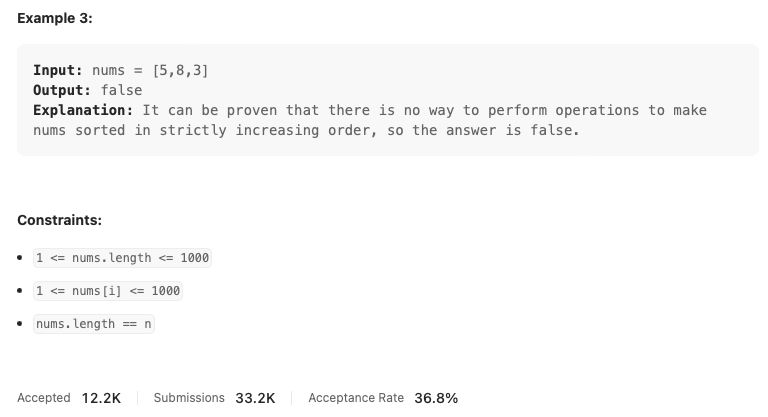 Example 3:
Input: nums = [5,8,3]
Output: false
Explanation: It can be proven that there is no way to perform operations to make
nums sorted in strictly increasing order, so the answer is false.
Constraints:
• 1 <= nums.length <= 1000
• 1 <= nums[i] <= 1000
• nums.length == n
Accepted 12.2K Submissions 33.2K Acceptance Rate 36.8%